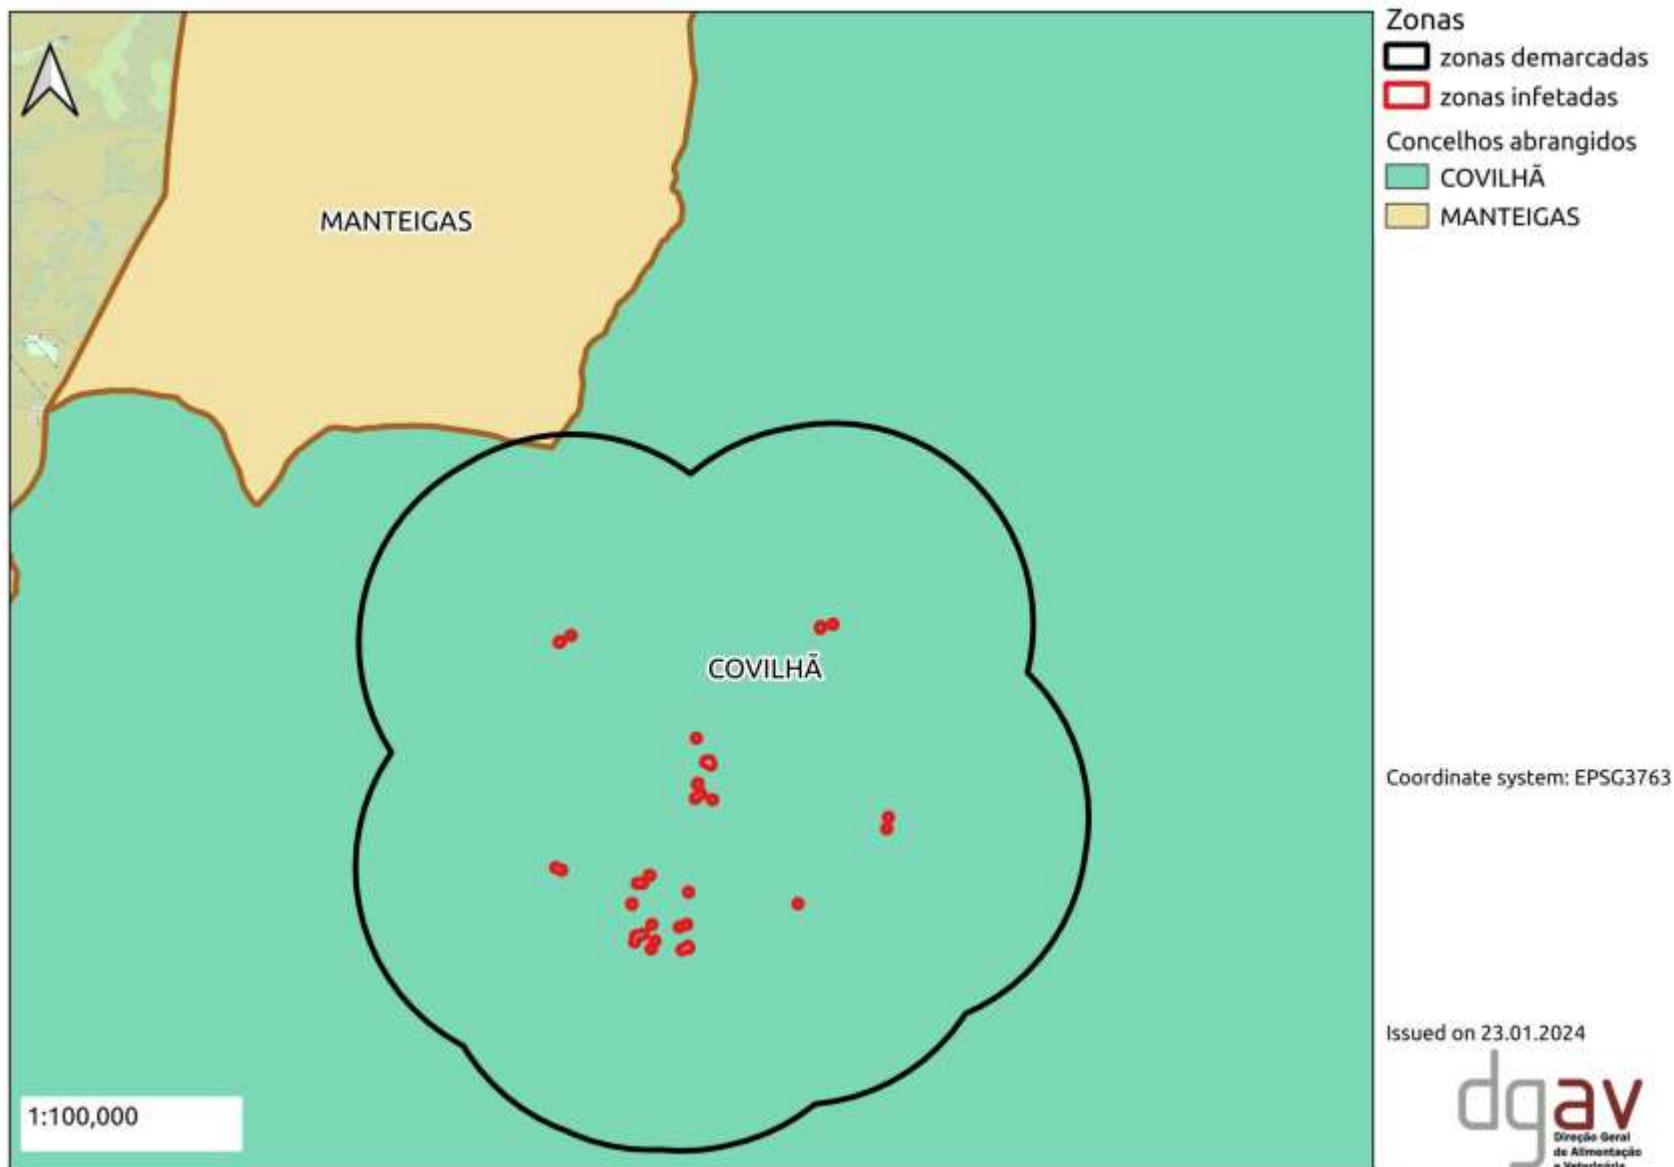 Zonas
zonas demarcadas
zonas infetadas
Concelhos abrangidos
COVILHÃ
MANTEIGAS
MANTEIGAS
COVILHÃ
Coordinate system: EPSG3763
Issued on 23.01.2024
1:100,000
dgav
Direção Geral
de Alimentação
e Veterinária